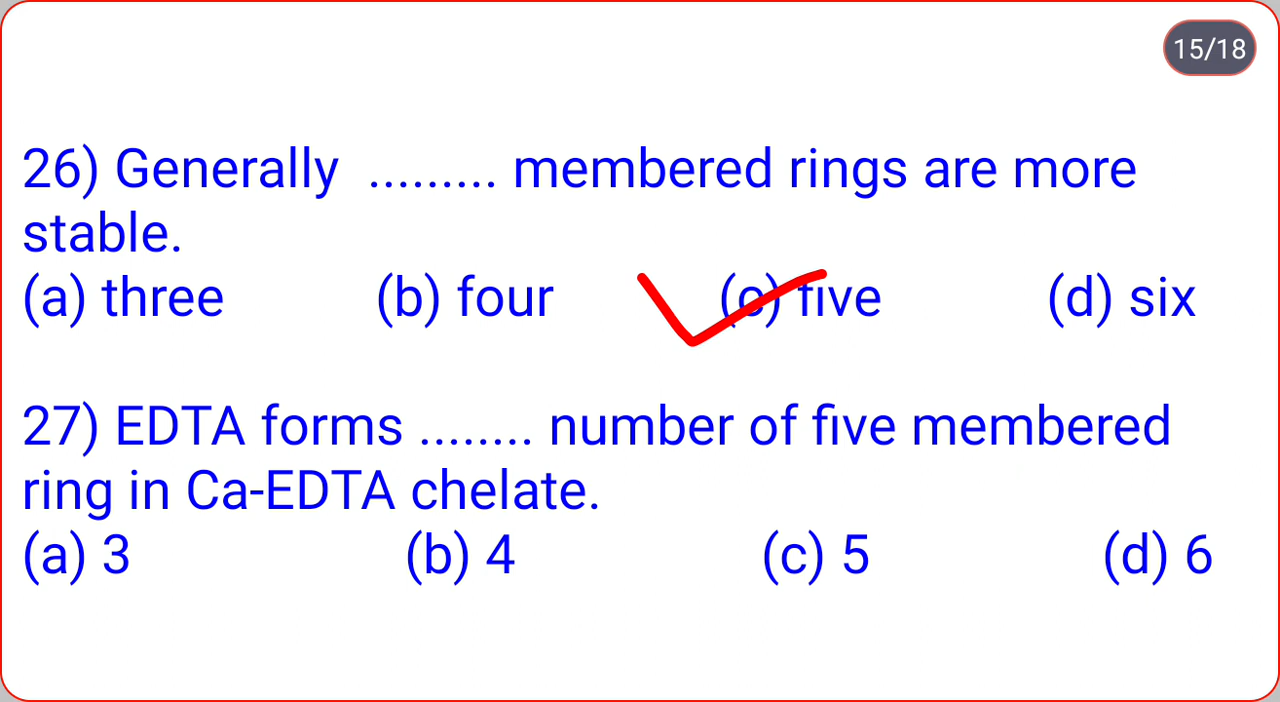 15/18
26) Generally ......... membered rings are more
stable.
(a) three (b) four (c) five (d) six
27) EDTA forms ........ number of five membered
ring in Ca-EDTA chelate.
(a) 3 (b) 4 (c) 5 (d) 6